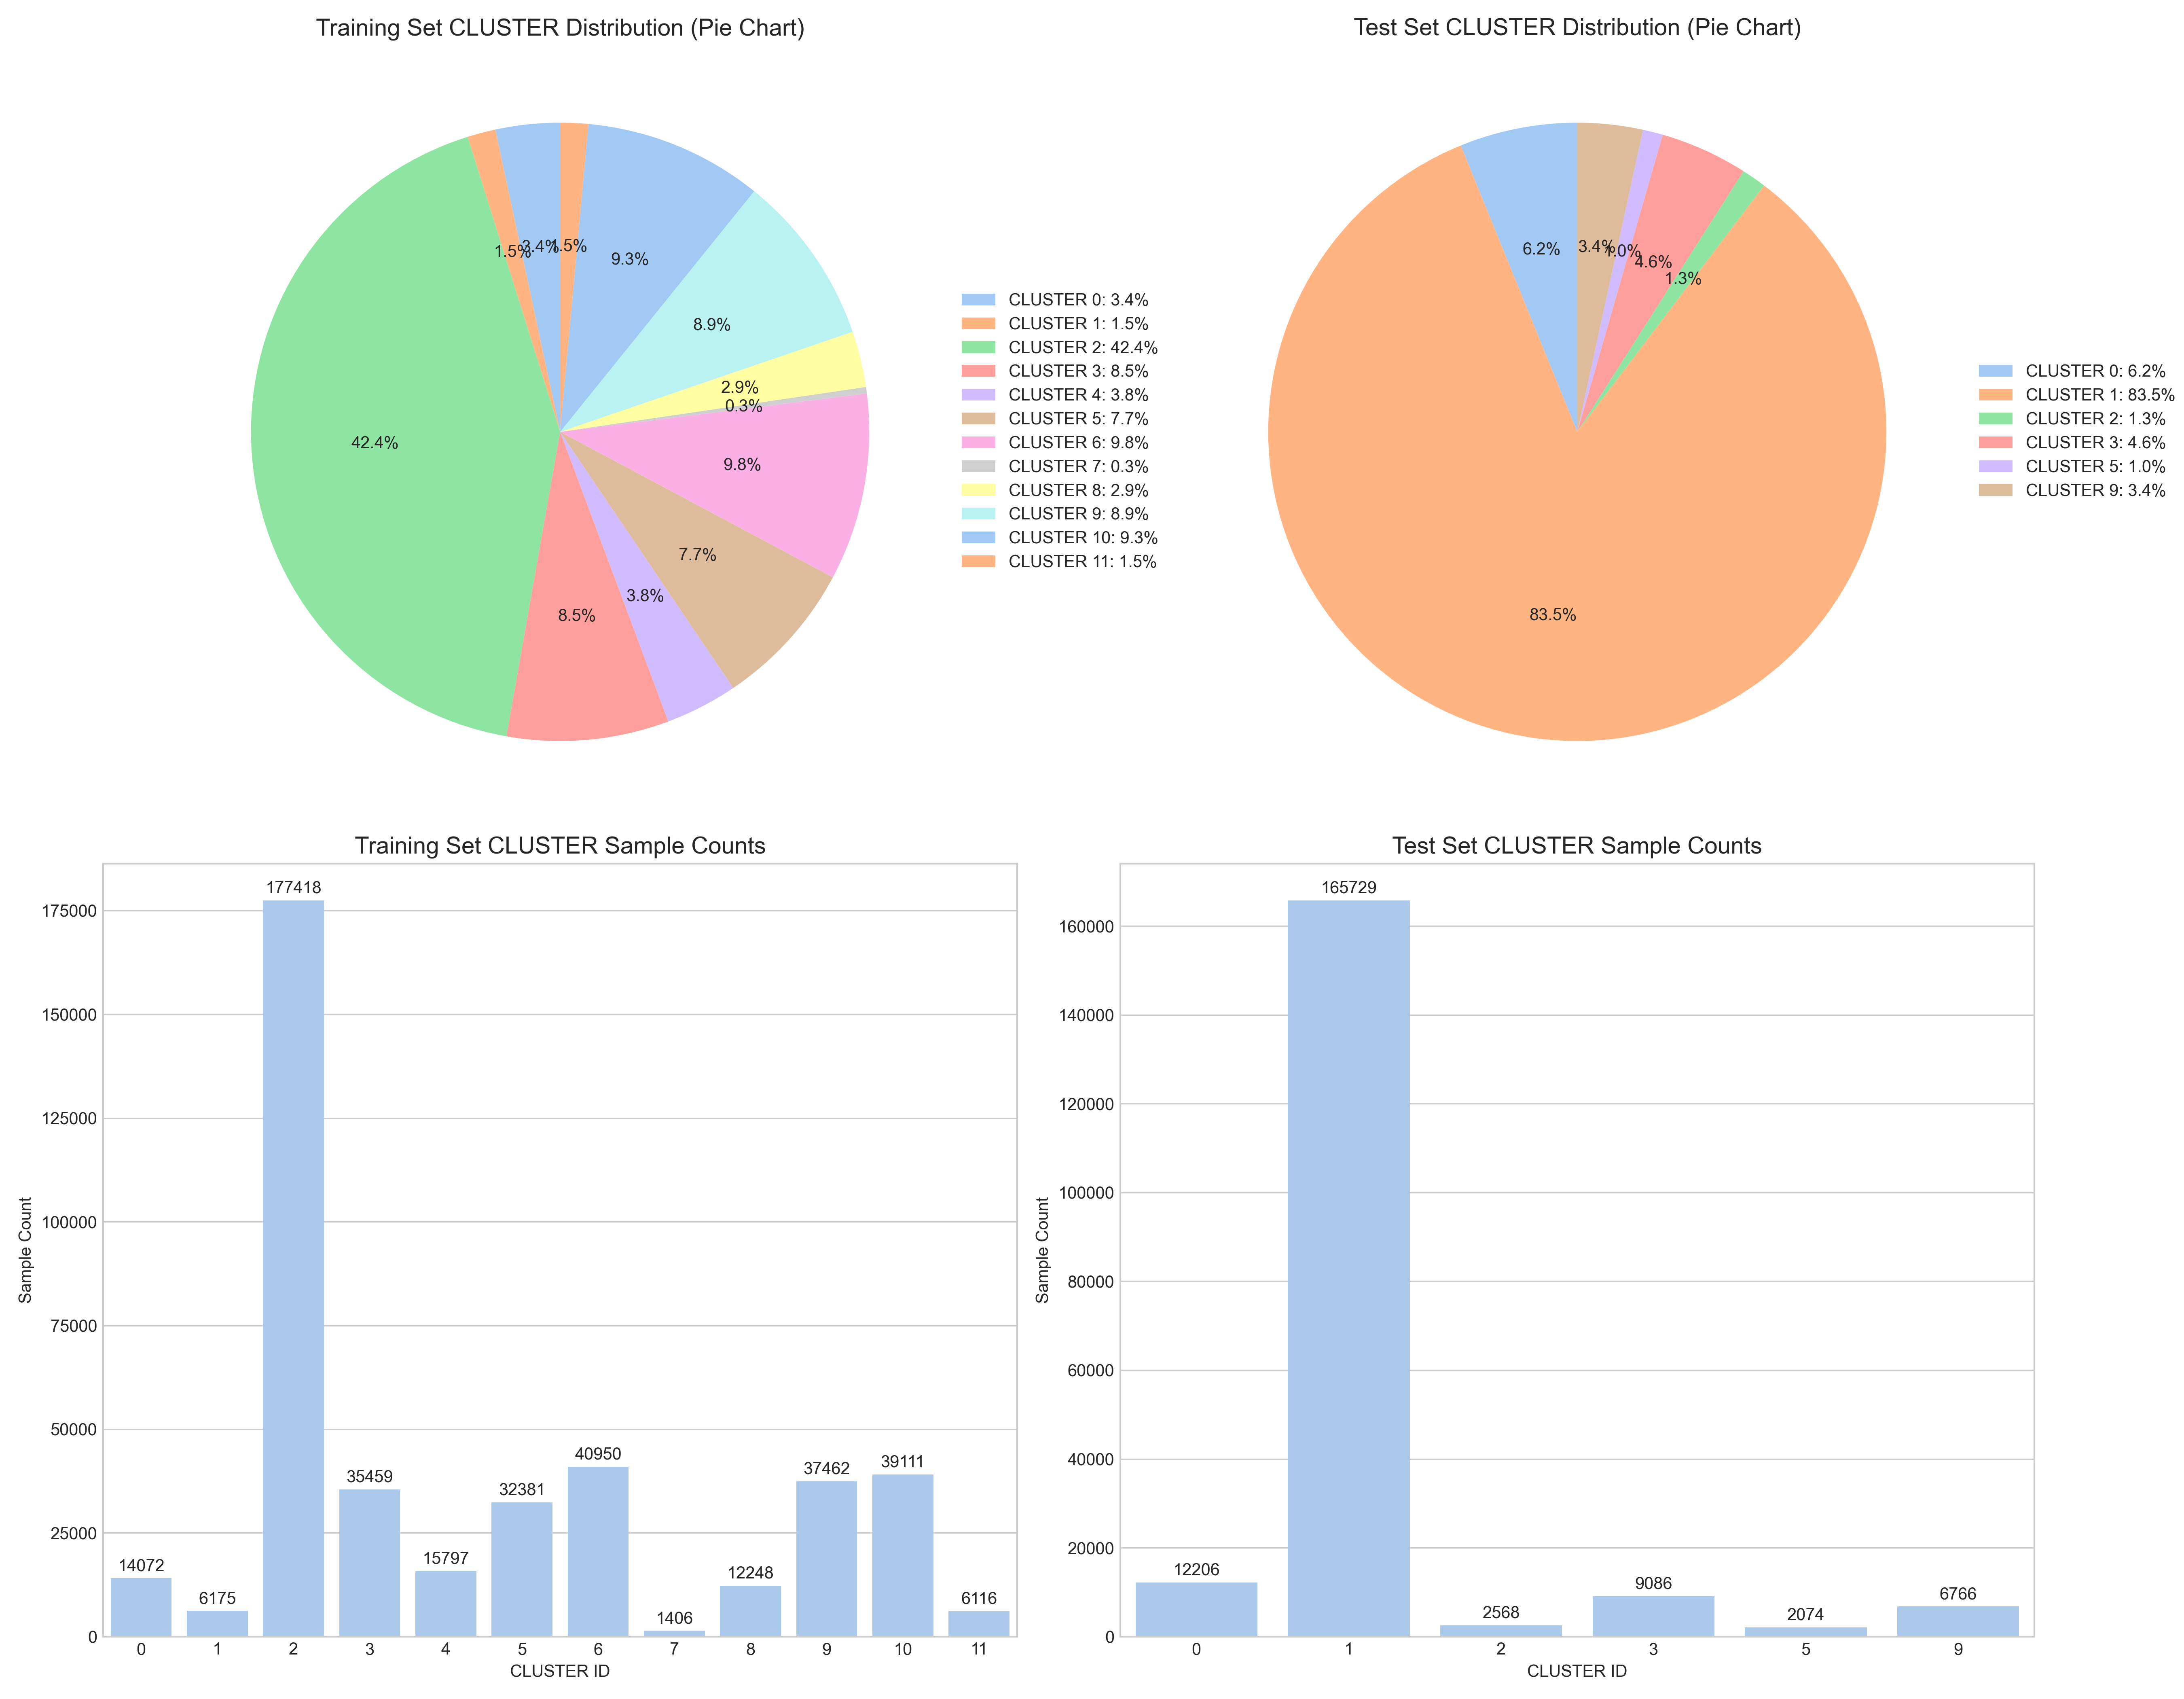 Training Set CLUSTER Distribution (Pie Chart)
3.4%
1.5%
42.4%
8.5%
3.8%
7.7%
9.8%
0.3%
2.9%
8.9%
9.3%
1.5%
CLUSTER 0: 3.4%
CLUSTER 1: 1.5%
CLUSTER 2: 42.4%
CLUSTER 3: 8.5%
CLUSTER 4: 3.8%
CLUSTER 5: 7.7%
CLUSTER 6: 9.8%
CLUSTER 7: 0.3%
CLUSTER 8: 2.9%
CLUSTER 9: 8.9%
CLUSTER 10: 9.3%
CLUSTER 11: 1.5%
Test Set CLUSTER Distribution (Pie Chart)
6.2%
83.5%
1.3%
4.6%
1.0%
3.4%
CLUSTER 0: 6.2%
CLUSTER 1: 83.5%
CLUSTER 2: 1.3%
CLUSTER 3: 4.6%
CLUSTER 5: 1.0%
CLUSTER 9: 3.4%
Training Set CLUSTER Sample Counts
Sample Count
175000
150000
125000
100000
75000
50000
25000
0
14072
6175
177418
35459
15797
32381
40950
1406
12248
37462
39111
6116
0 1 2 3 4 5 6 7 8 9 10 11
CLUSTER ID
Test Set CLUSTER Sample Counts
Sample Count
160000
140000
120000
100000
80000
60000
40000
20000
0
12206
165729
2568
9086
2074
6766
0 1 2 3 5 9
CLUSTER ID